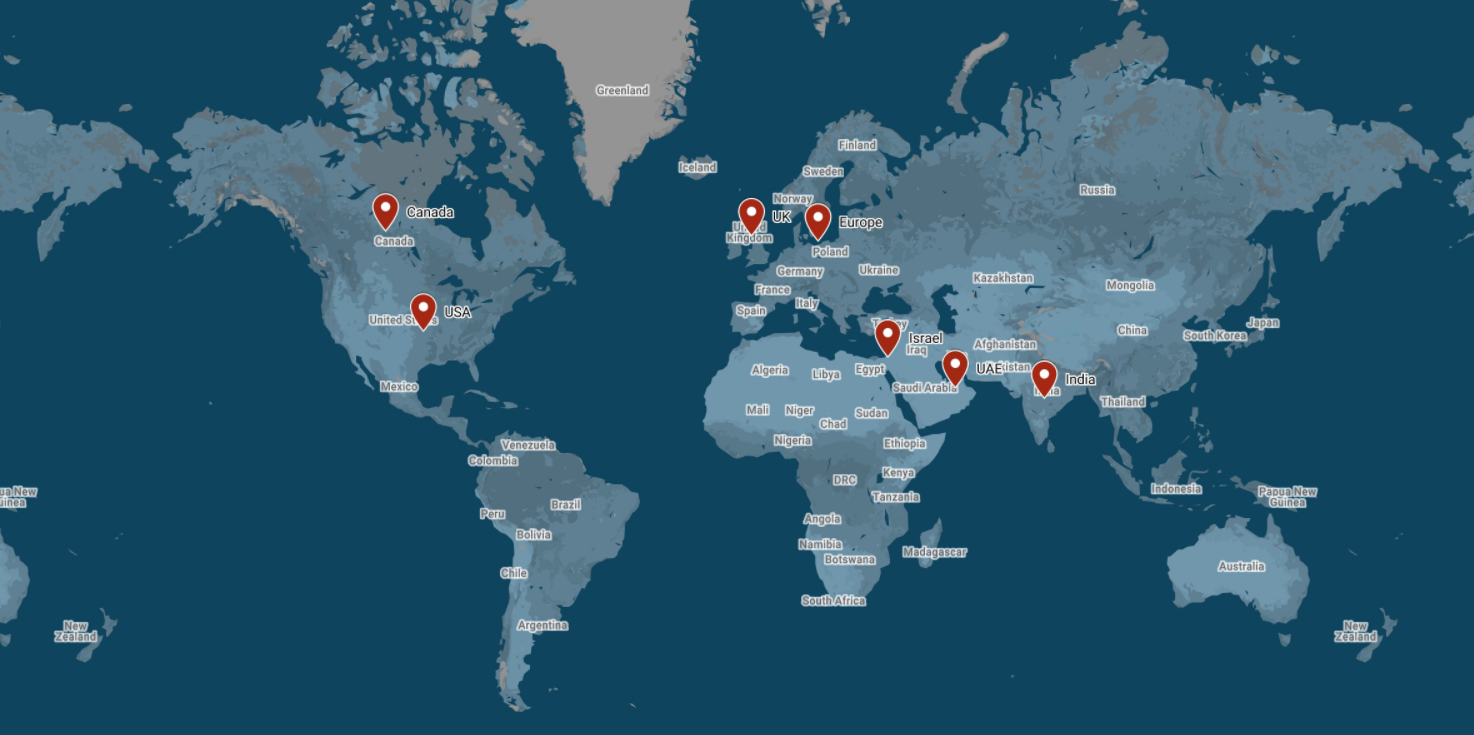 Greenland
Finland
Iceland
Sweden
Russia
Norway
Canada
UK
Europe
United
Kingdom
Canada
Poland
Germany
Ukraine
Kazakhstan
Mongolia
France
Italy
Spain
USA
United States
Turkey
China
Japan
South Korea
Israel
Iraq
Afghanistan
Algeria
Libya
Egypt
UAE
Pakistan
India
Mexico
Saudi Arabia
India
Mali
Niger
Sudan
Chad
Thailand
Nigeria
Ethiopia
Venezuela
Colombia
Kenya
DRC
Tanzania
Indonesia
Papua New
Guinea
ua New
uinea
Brazil
Peru
Angola
Bolivia
Namibia
Botswana
Madagascar
Australia
Chile
South Africa
Argentina
New
Zealand
New
Zealand